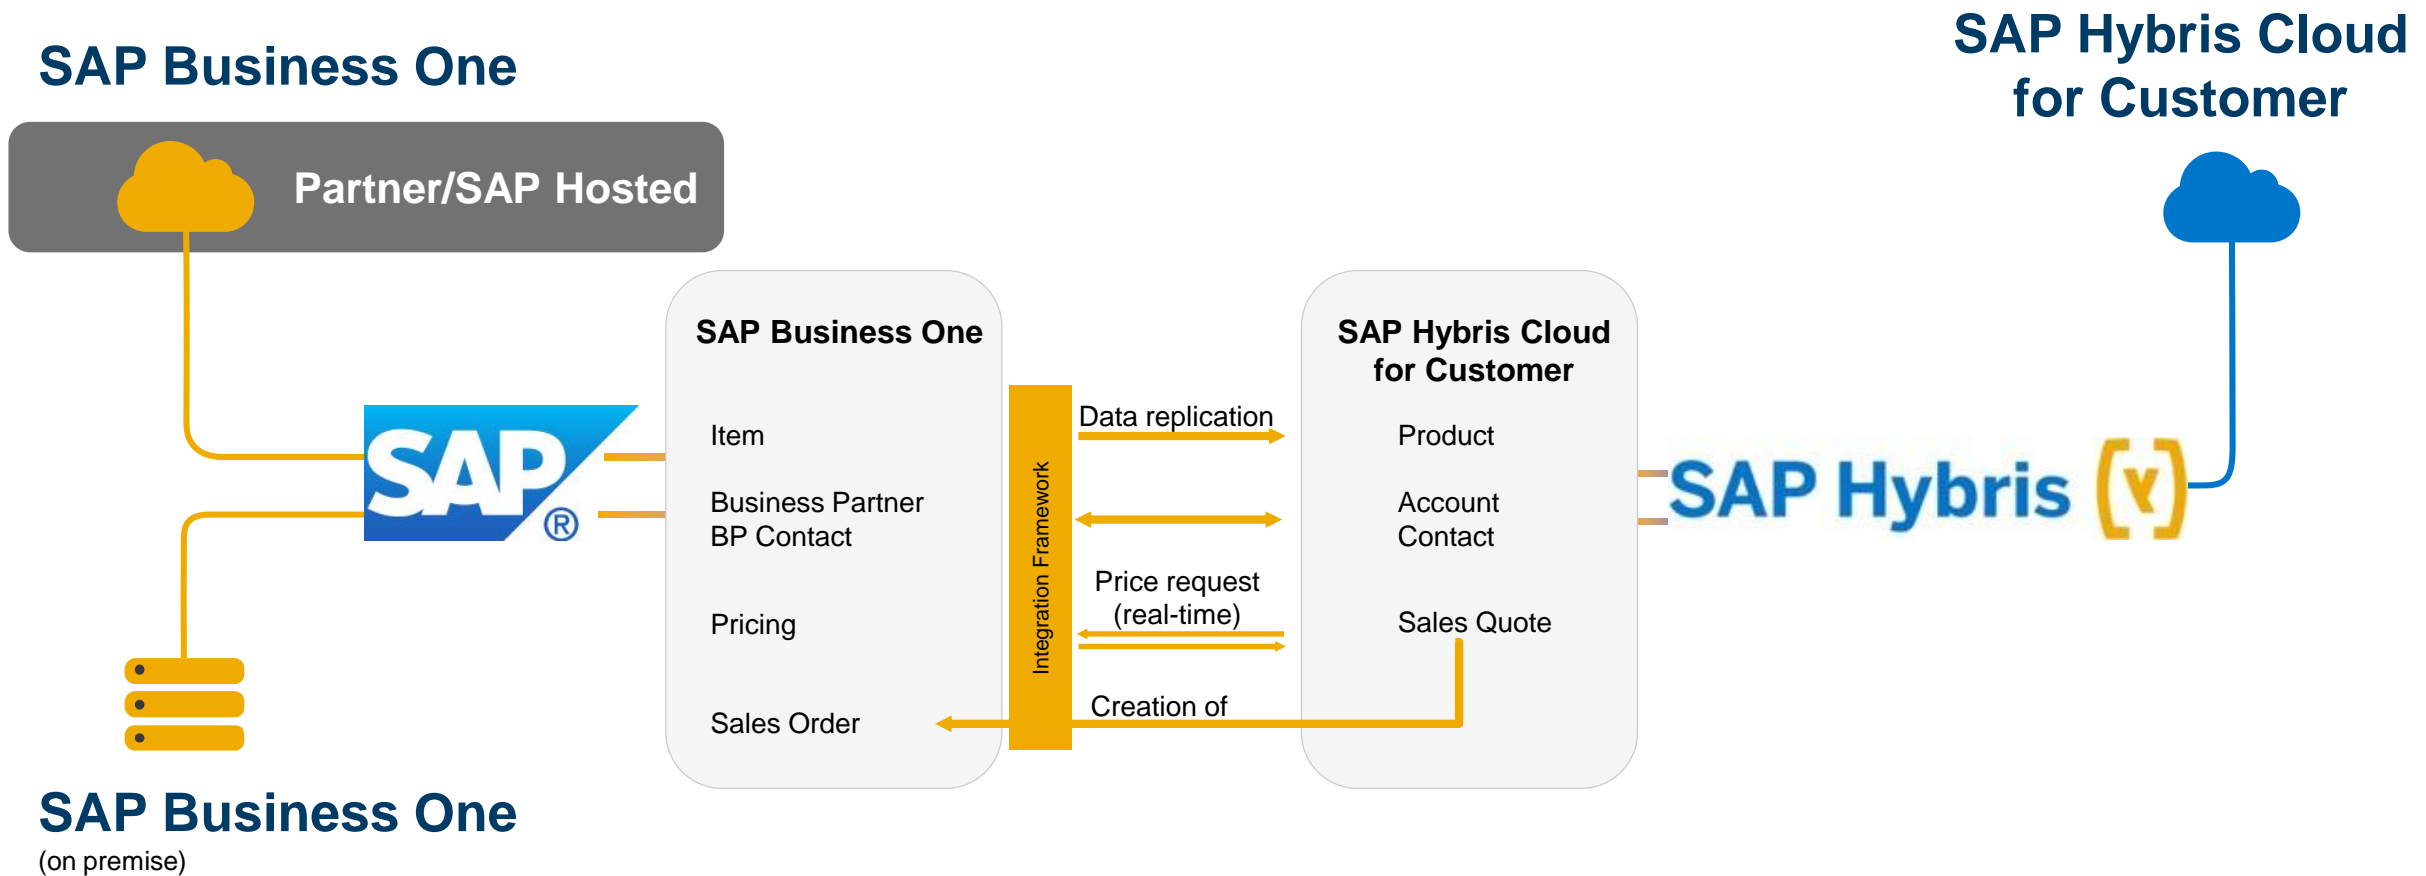 SAP Business One
SAP Hybris Cloud
for Customer
Partner/SAP Hosted
SAP Business One
Item
Business Partner
BP Contact
Pricing
Sales Order
Integration Framework
Data replication
Price request
(real-time)
Creation of
SAP Hybris Cloud
for Customer
Product
Account
Contact
Sales Quote
SAP®
SAP Hybris (y)
SAP Business One
(on premise)